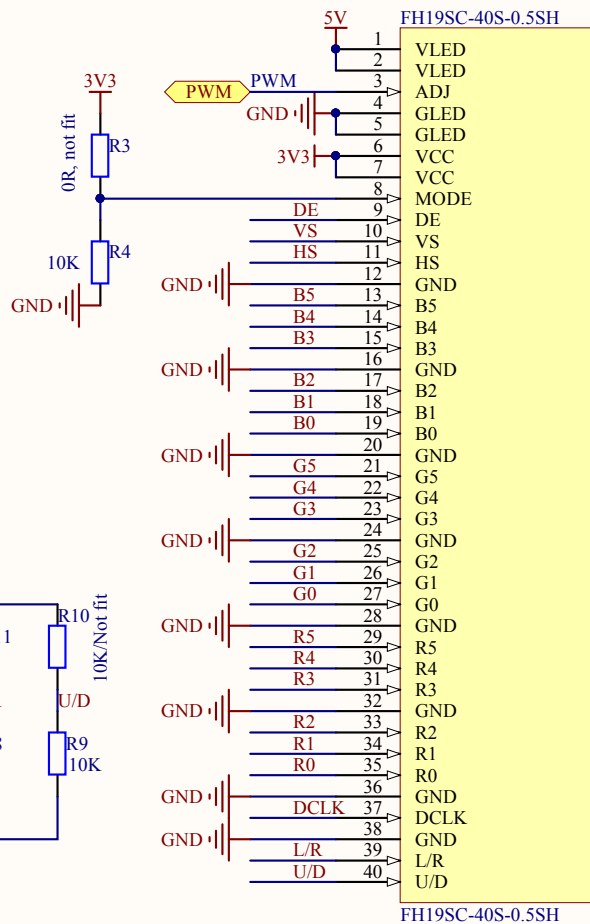 5V
FH19SC-40S-0.5SH
1 VLED
2 VLED
3V3
PWM PWM 3 ADJ
GND 4 GLED
5 GLED
0R, not fit R3
3V3 6 VCC
7 VCC
8 MODE
DE 9 DE
VS 10 VS
10K R4
HS 11 HS
GND 12 GND
GND
B5 13 B5
B4 14 B4
B3 15 B3
GND 16 GND
B2 17 B2
B1 18 B1
B0 19 B0
GND 20 GND
G5 21 G5
G4 22 G4
G3 23 G3
GND 24 GND
G2 25 G2
G1 26 G1
G0 27 G0
R10
10K/Not fit
GND 28 GND
R5 29 R5
R4 30 R4
R3 31 R3
U/D
GND 32 GND
R2 33 R2
R9
10K
R1 34 R1
R0 35 R0
GND 36 GND
DCLK 37 DCLK
GND 38 GND
L/R 39 L/R
U/D 40 U/D
FH19SC-40S-0.5SH